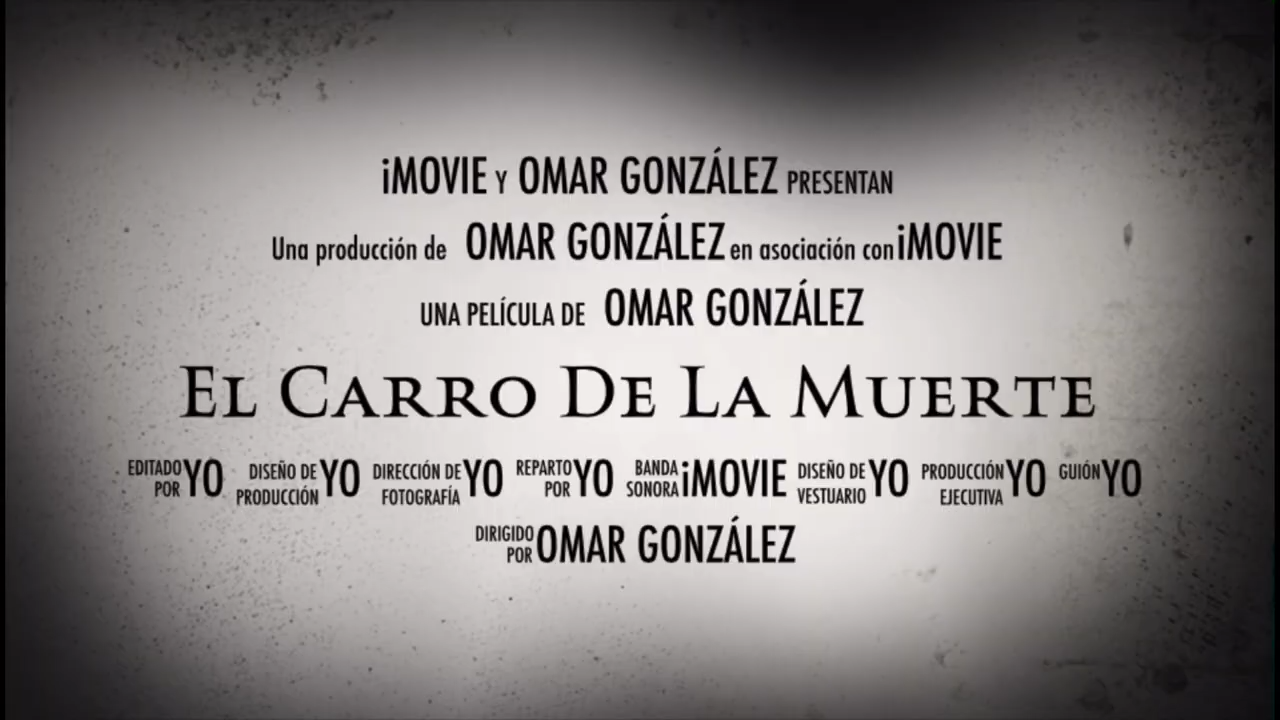 iMOVIE Y OMAR GONZÁLEZ PRESENTAN
Una producción de OMAR GONZÁLEZ en asociación con iMOVIE
UNA PELÍCULA DE OMAR GONZÁLEZ
EL CARRO DE LA MUERTE
EDITADO POR YO DISEÑO DE PRODUCCIÓN YO DIRECCIÓN DE FOTOGRAFÍA YO REPARTO POR YO BANDA SONORA iMOVIE DISEÑO DE VESTUARIO YO PRODUCCIÓN EJECUTIVA YO GUIÓN YO
DIRIGIDO POR OMAR GONZÁLEZ